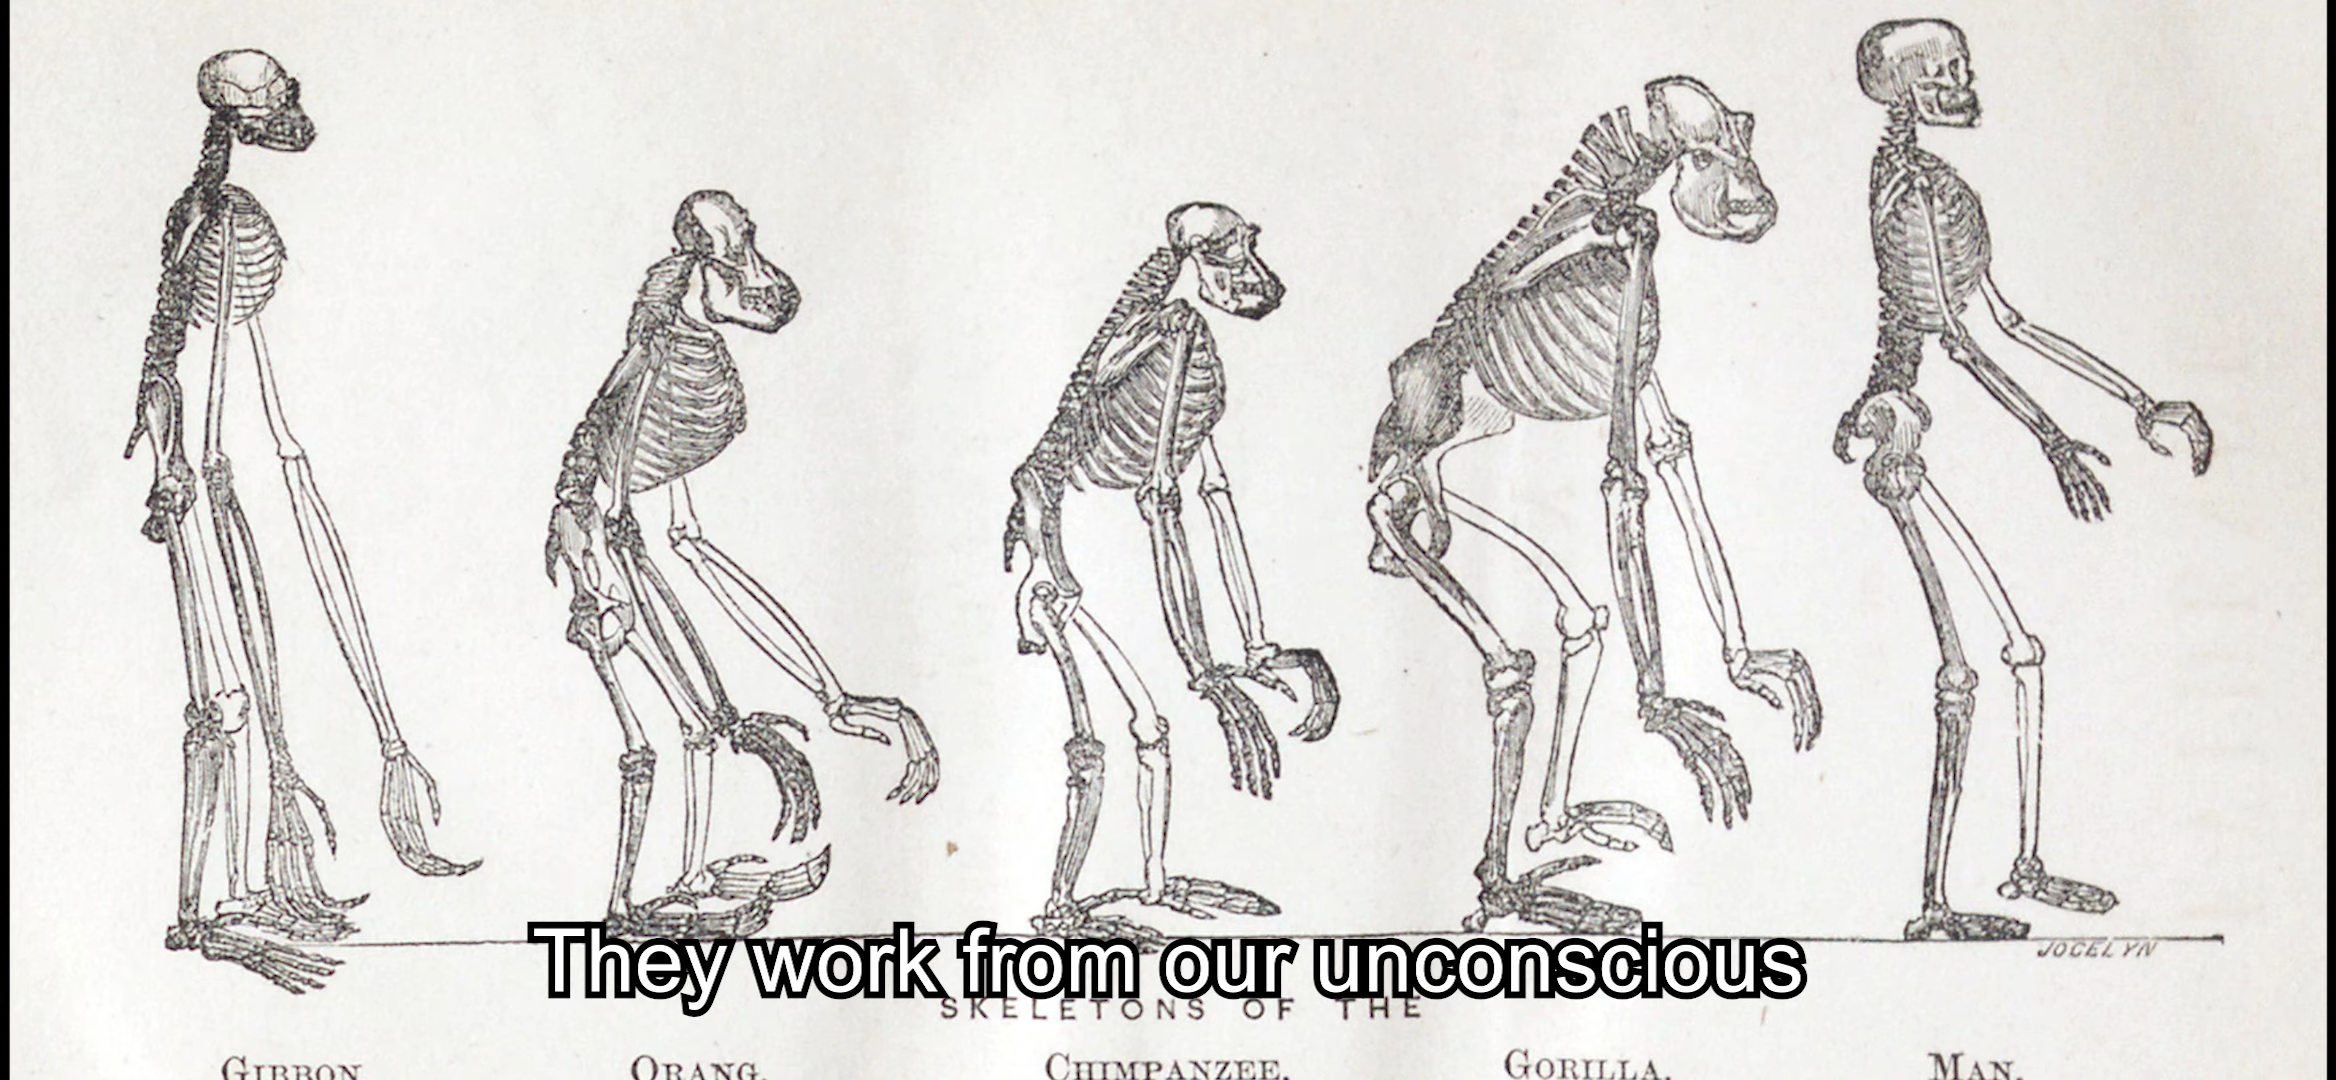 JOCELYN
They work from our unconscious
SKELETONS OF THE
GIBBON.
ORANG.
CHIMPANZEE.
GORILLA.
MAN.